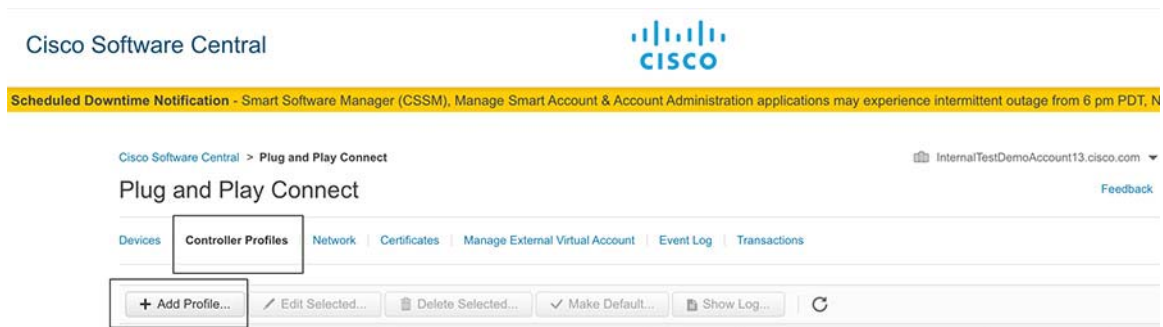 Cisco Software Central
CISCO
Scheduled Downtime Notification - Smart Software Manager (CSSM), Manage Smart Account & Account Administration applications may experience intermittent outage from 6 pm PDT, N
Cisco Software Central > Plug and Play Connect
InternalTestDemoAccount13.cisco.com
Plug and Play Connect
Feedback
Devices Controller Profiles Network Certificates Manage External Virtual Account Event Log Transactions
+ Add Profile... Edit Selected... Delete Selected... Make Default... Show Log...